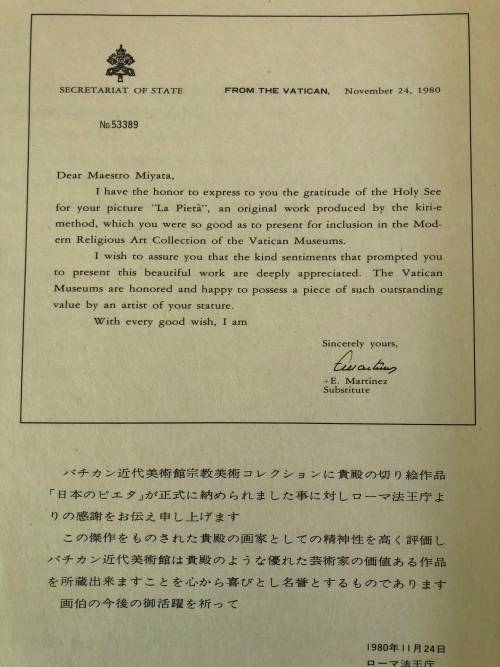 SECRETARIAT OF STATE
FROM THE VATICAN, November 24, 1980
No.53389
Dear Maestro Miyata,
I have the honor to express to you the gratitude of the Holy See
for your picture "La Pietà", an original work produced by the kiri-e
method, which you were so good as to present for inclusion in the Mod-
ern Religious Art Collection of the Vatican Museums.
I wish to assure you that the kind sentiments that prompted you
to present this beautiful work are deeply appreciated. The Vatican
Museums are honored and happy to possess a piece of such outstanding
value by an artist of your stature.
With every good wish, I am
Sincerely yours,
+E. Martínez
Substitute
バチカン近代美術館宗教美術コレクションに貴殿の切り絵作品
「日本のピエタ」が正式に納められました事に対しローマ法王庁よ
りの感謝をお伝え申し上げます
この傑作をものされた貴殿の画家としての精神性を高く評価し
バチカン近代美術館は貴殿のような優れた芸術家の価値ある作品
を所蔵出来ますことを心から喜びとし名誉とするものであります
画伯の今後の御活躍を祈って
1980年11月24日
ローマ法王庁